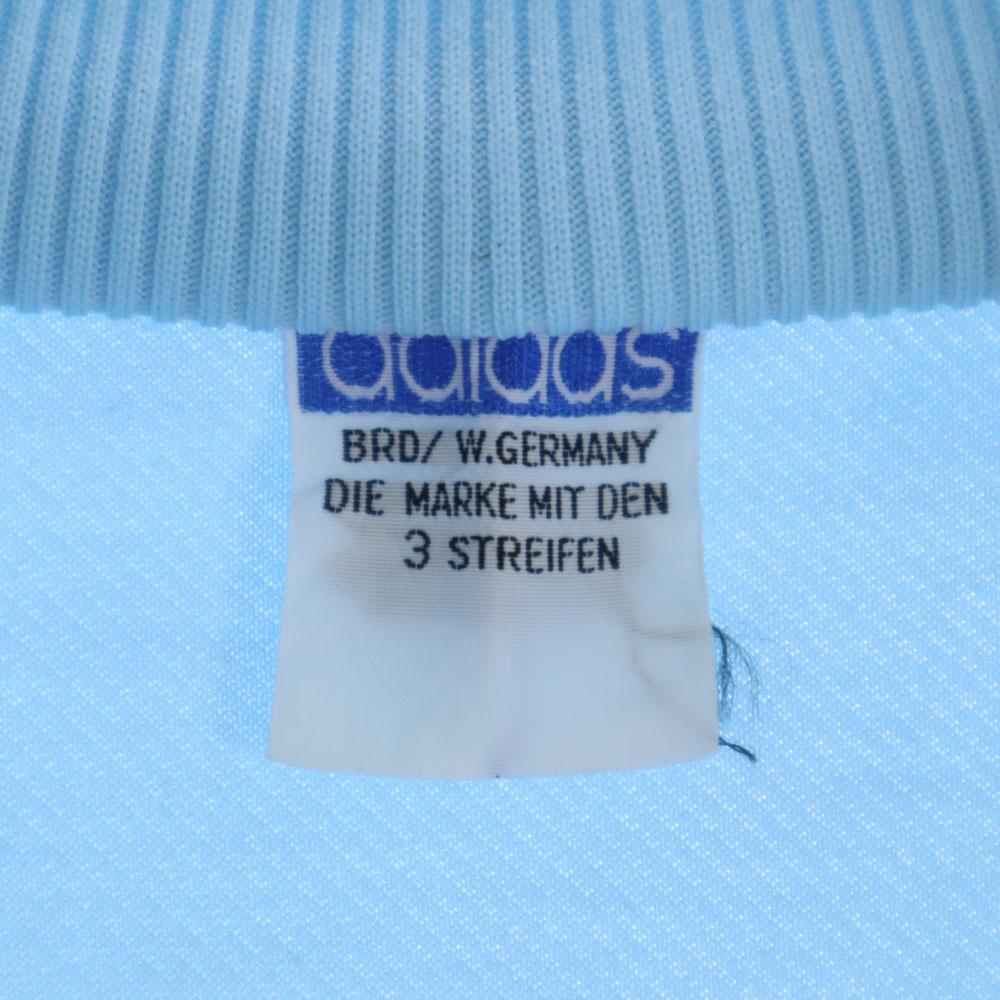 adidas
BRD/ W.GERMANY
DIE MARKE MIT DEN
3 STREIFEN